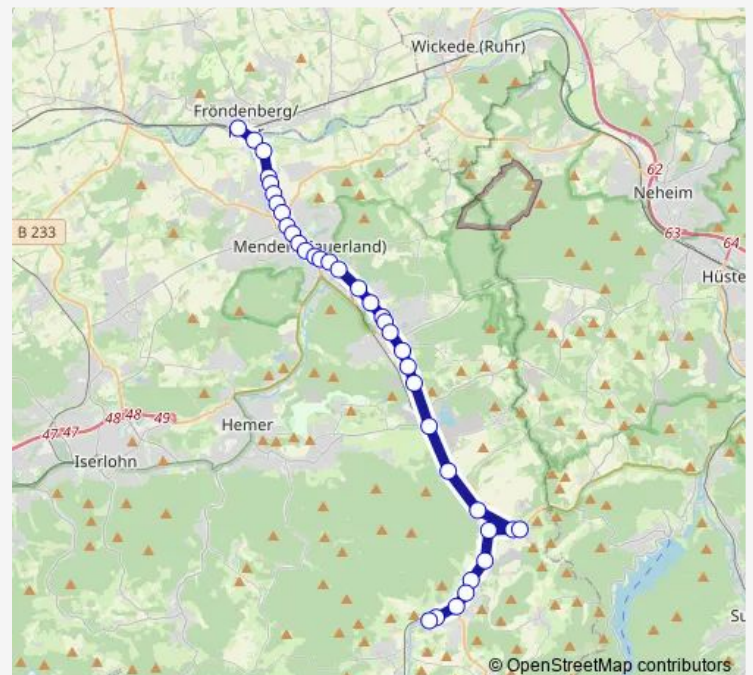 Wickede (Ruhr)
Fröndenberg/
62
Neheim
B 233
63
64
Menden (Sauerland)
Hüste
48 48 49
47 47
Hemer
Iserlohn
Su
© OpenStreetMap contributors